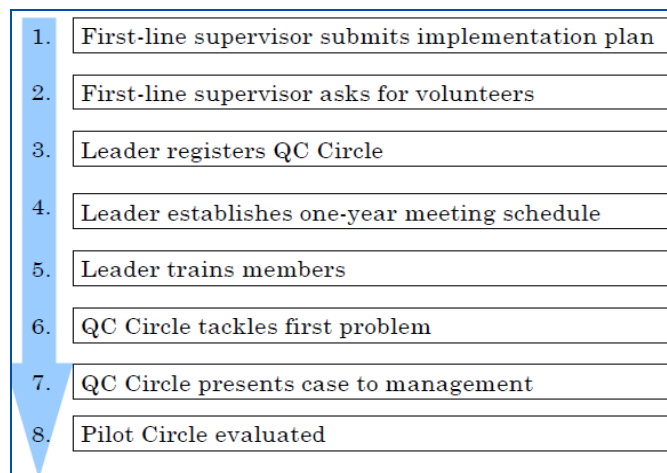 1. First-line supervisor submits implementation plan
2. First-line supervisor asks for volunteers
3. Leader registers QC Circle
4. Leader establishes one-year meeting schedule
5. Leader trains members
6. QC Circle tackles first problem
7. QC Circle presents case to management
8. Pilot Circle evaluated